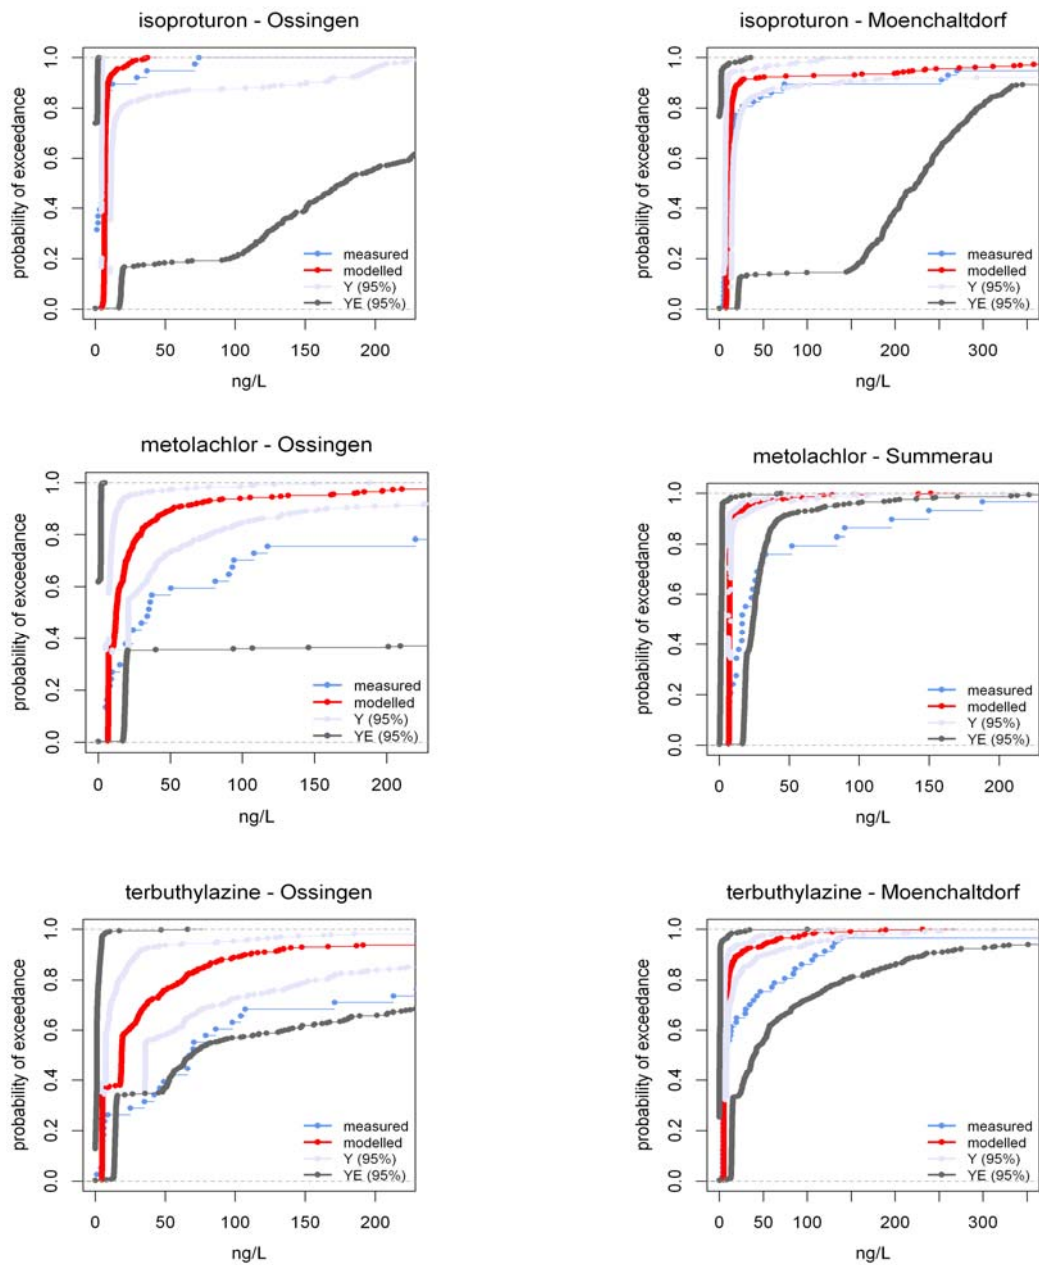 isoproturon - Ossingen
probability of exceedance
0.0 0.2 0.4 0.6 0.8 1.0
measured
modelled
Y (95%)
YE (95%)
0 50 100 150 200
ng/L
isoproturon - Moenchaltdorf
probability of exceedance
0.0 0.2 0.4 0.6 0.8 1.0
measured
modelled
Y (95%)
YE (95%)
0 50 100 200 300
ng/L
metolachlor - Ossingen
probability of exceedance
0.0 0.2 0.4 0.6 0.8 1.0
measured
modelled
Y (95%)
YE (95%)
0 50 100 150 200
ng/L
metolachlor - Summerau
probability of exceedance
0.0 0.2 0.4 0.6 0.8 1.0
measured
modelled
Y (95%)
YE (95%)
0 50 100 150 200
ng/L
terbuthylazine - Ossingen
probability of exceedance
0.0 0.2 0.4 0.6 0.8 1.0
measured
modelled
Y (95%)
YE (95%)
0 50 100 150 200
ng/L
terbuthylazine - Moenchaltdorf
probability of exceedance
0.0 0.2 0.4 0.6 0.8 1.0
measured
modelled
Y (95%)
YE (95%)
0 50 100 200 300
ng/L